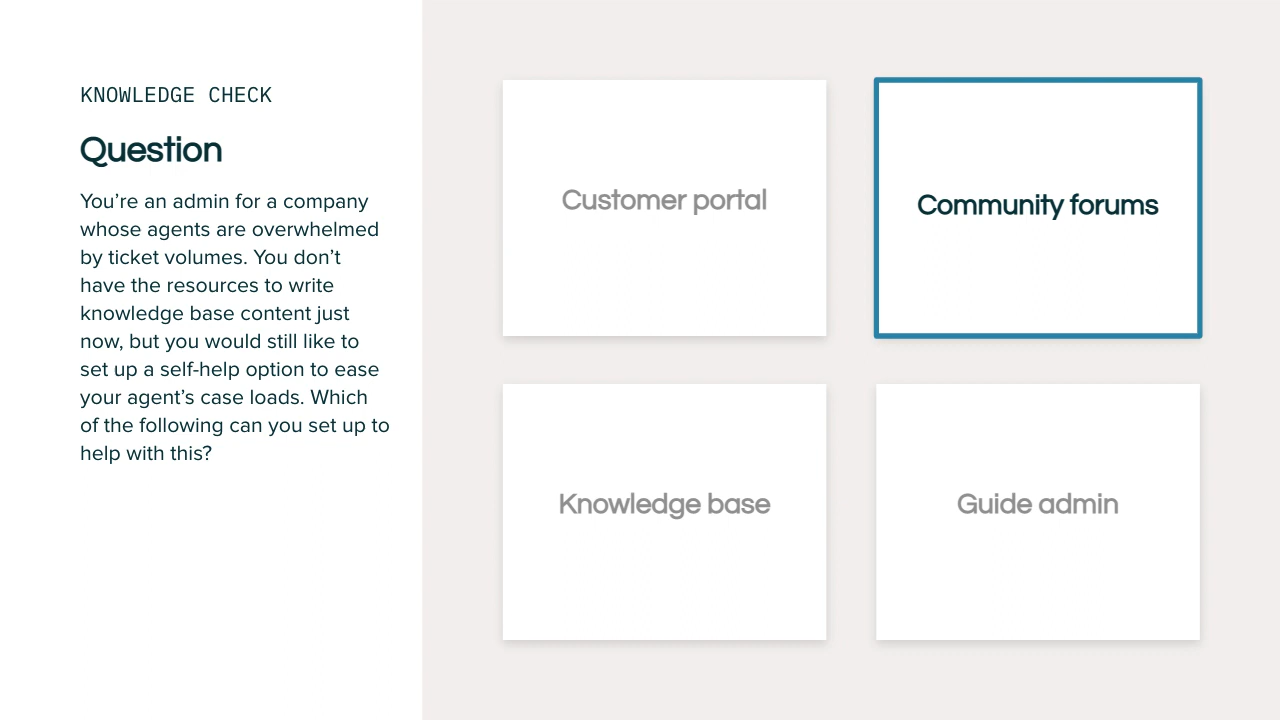 KNOWLEDGE CHECK
Question
You’re an admin for a company
whose agents are overwhelmed
by ticket volumes. You don’t
have the resources to write
knowledge base content just
now, but you would still like to
set up a self-help option to ease
your agent’s case loads. Which
of the following can you set up to
help with this?
Customer portal
Community forums
Knowledge base
Guide admin